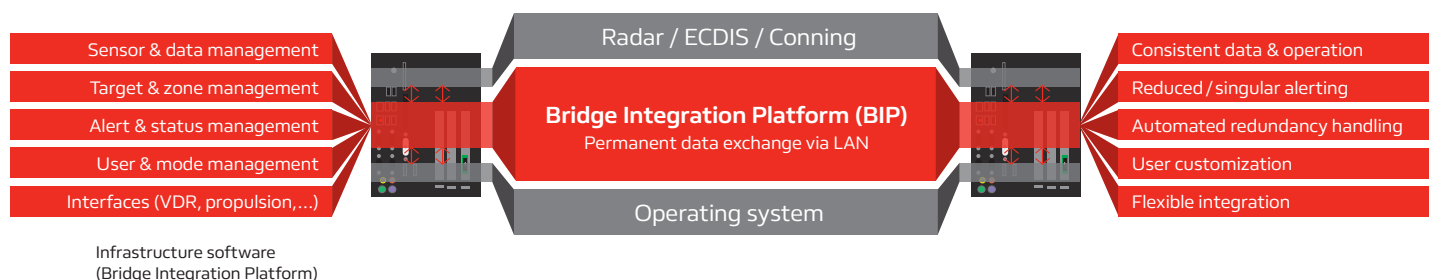 Sensor & data management
Target & zone management
Alert & status management
User & mode management
Interfaces (VDR, propulsion,...)
Infrastructure software
(Bridge Integration Platform)
Radar / ECDIS / Conning
Bridge Integration Platform (BIP)
Permanent data exchange via LAN
Operating system
Consistent data & operation
Reduced / singular alerting
Automated redundancy handling
User customization
Flexible integration